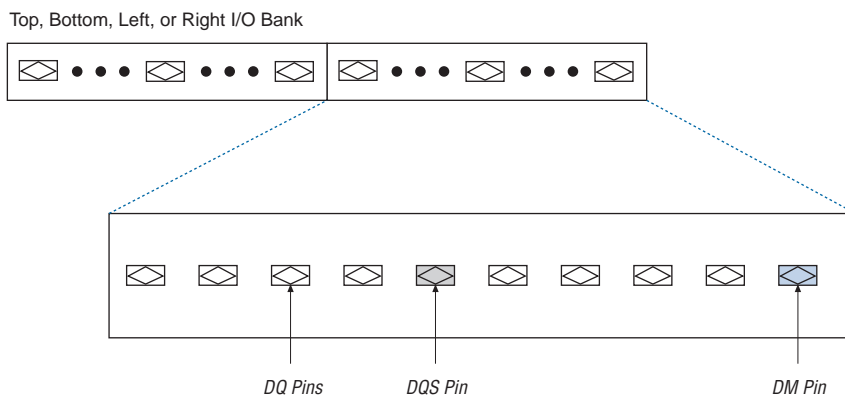 Top, Bottom, Left, or Right I/O Bank
DQ Pins DQS Pin DM Pin